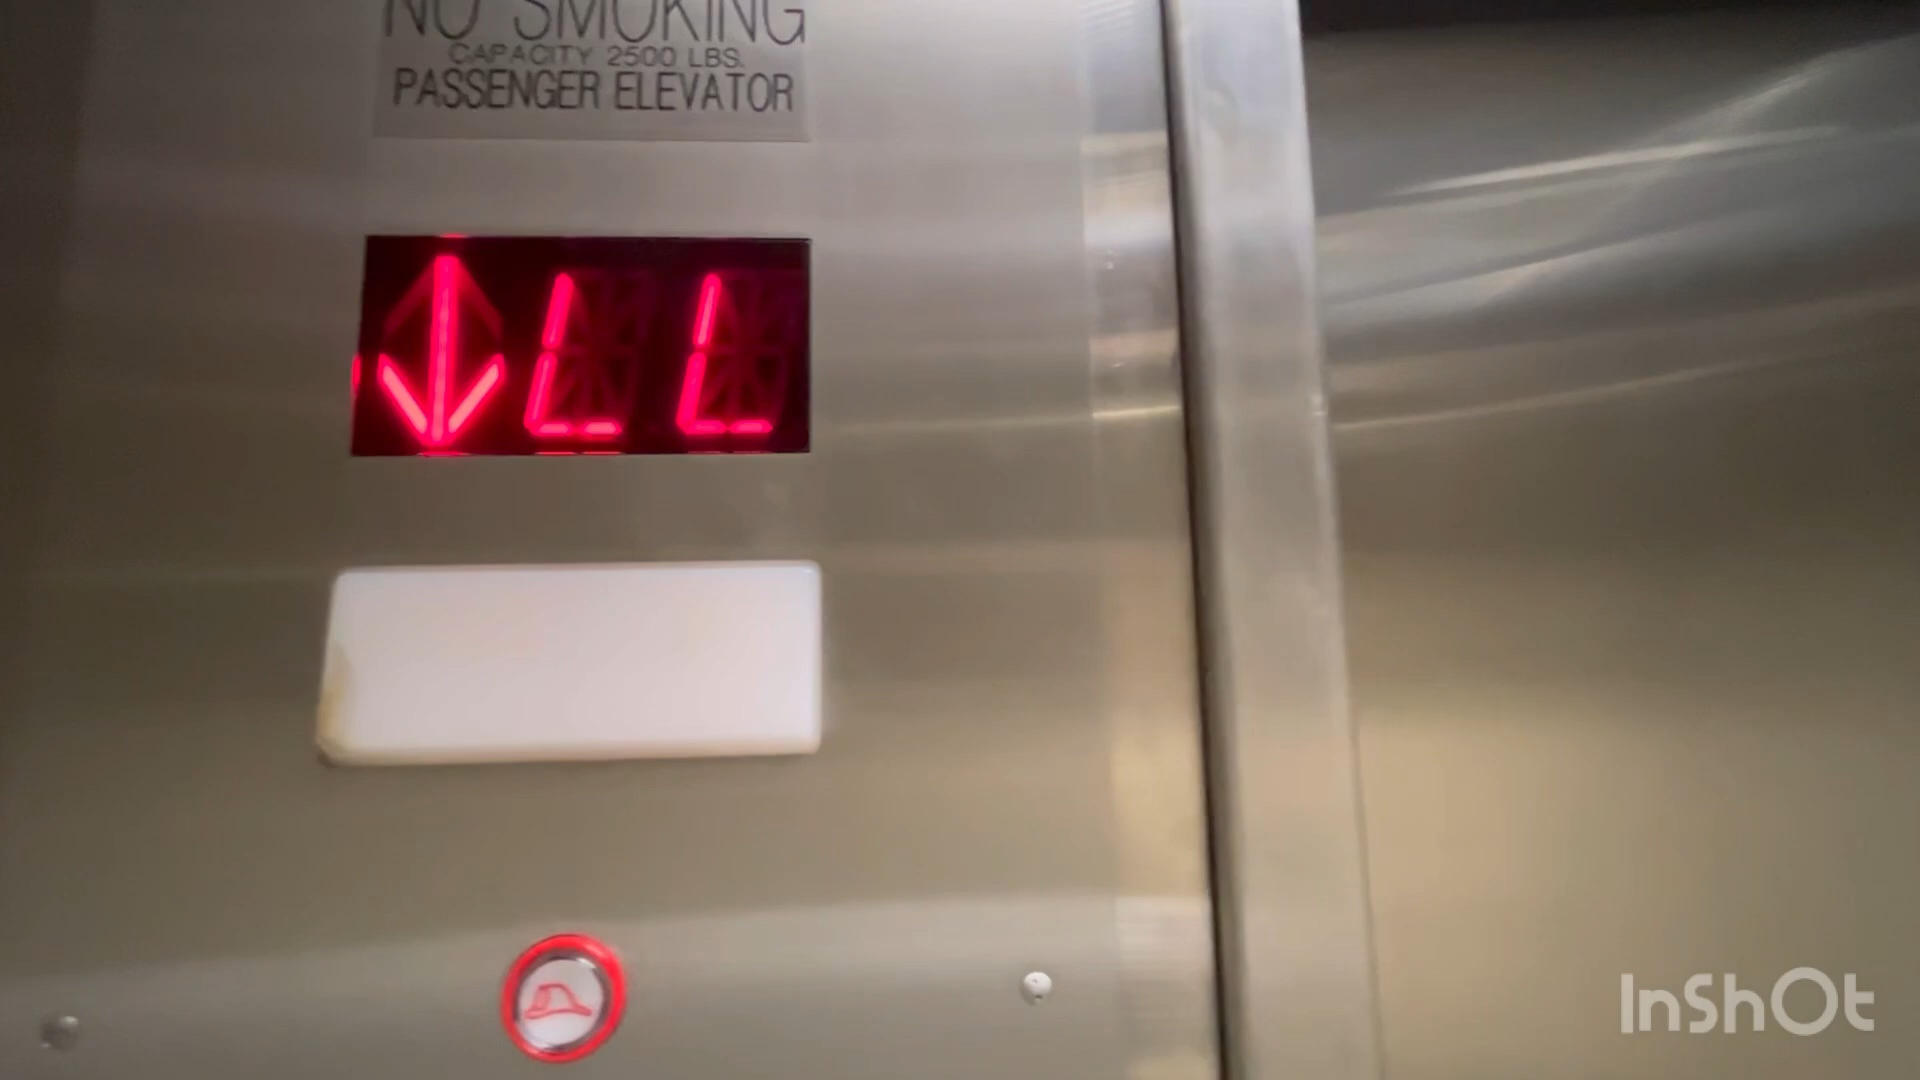 NO SMOKING
CAPACITY 2500 LBS.
PASSENGER ELEVATOR
LL
InShOt